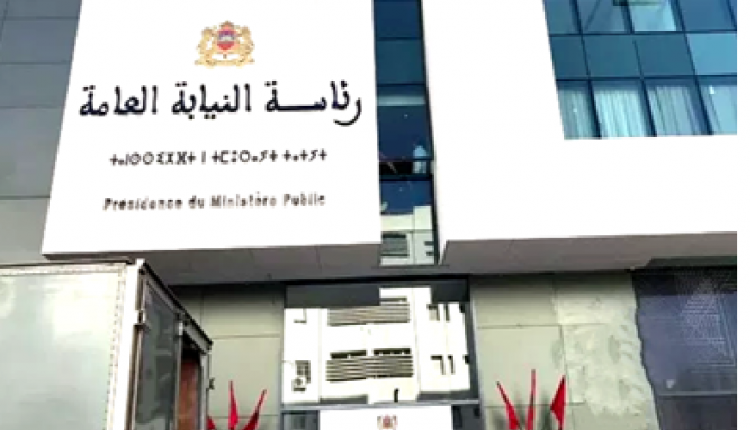 رئاسة النيابة العامة
Présidence du Ministère Public